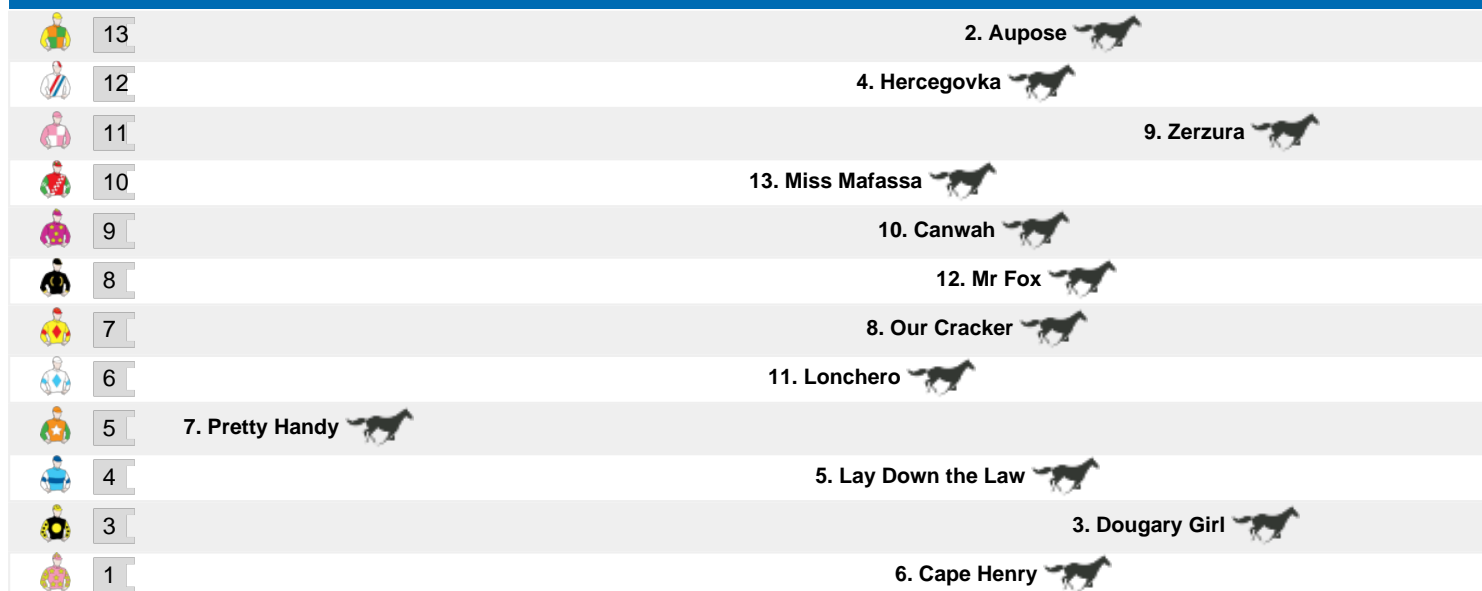 13 2. Aupose
12 4. Hercegovka
11 9. Zerzura
10 13. Miss Mafassa
9 10. Canwah
8 12. Mr Fox
7 8. Our Cracker
6 11. Lonchero
5 7. Pretty Handy
4 5. Lay Down the Law
3 3. Dougary Girl
1 6. Cape Henry